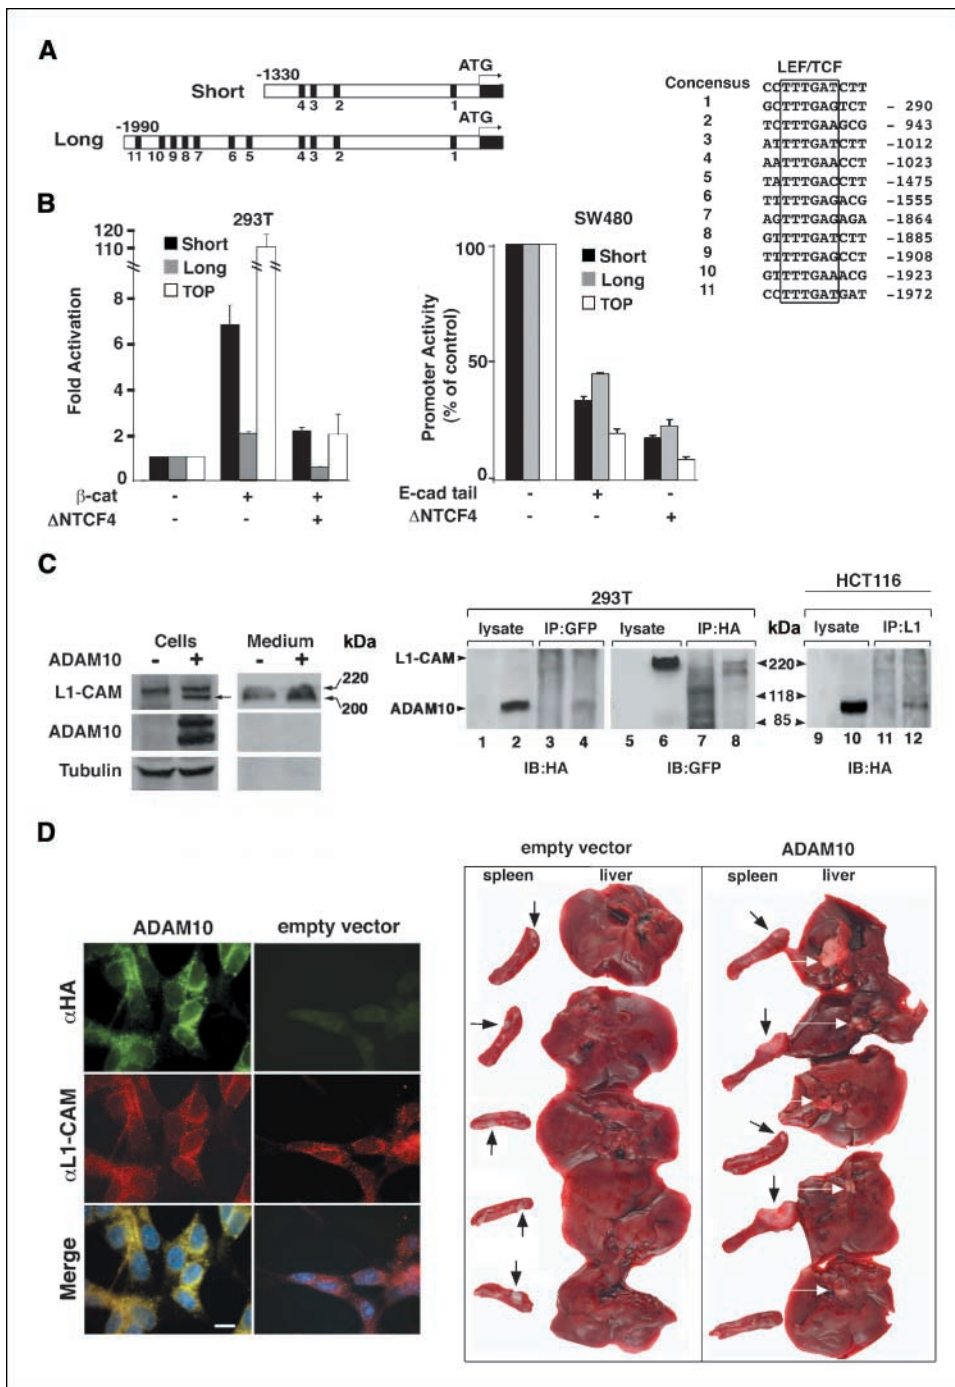 A
-1330
ATG
Short
4 3 2 1
-1990
ATG
Long
11 10 9 8 7 6 5 4 3 2 1
LEF/TCF
Concensus CCTTTGATCTT
1 GCTTTGAGTCT - 290
2 TCTTTGAAGCG - 943
3 ATTTTGATCTT -1012
4 AATTTGAACCT -1023
5 TATTTGACCTT -1475
6 TTTTTGAGACG -1555
7 AGTTTGAGAGA -1864
8 GTTTTGATCTT -1885
9 TTTTTGAGCCT -1908
10 GTTTTGAAACG -1923
11 CCTTTGATGAT -1972
B
293T
120
110
8
6
4
2
0
Fold Activation
Short
Long
TOP
β-cat - + +
ΔNTCF4 - - +
SW480
100
50
0
Promoter Activity
(% of control)
Short
Long
TOP
E-cad tail - + -
ΔNTCF4 - - +
C
Cells Medium kDa
ADAM10 - + - +
L1-CAM 220
200
ADAM10
Tubulin
293T
lysate IP:GFP lysate IP:HA kDa
L1-CAM 220
118
ADAM10 85
1 2 3 4 5 6 7 8
IB:HA IB:GFP
HCT116
lysate IP:L1
9 10 11 12
IB:HA
D
ADAM10 empty vector
αHA
αL1-CAM
Merge
empty vector ADAM10
spleen liver spleen liver